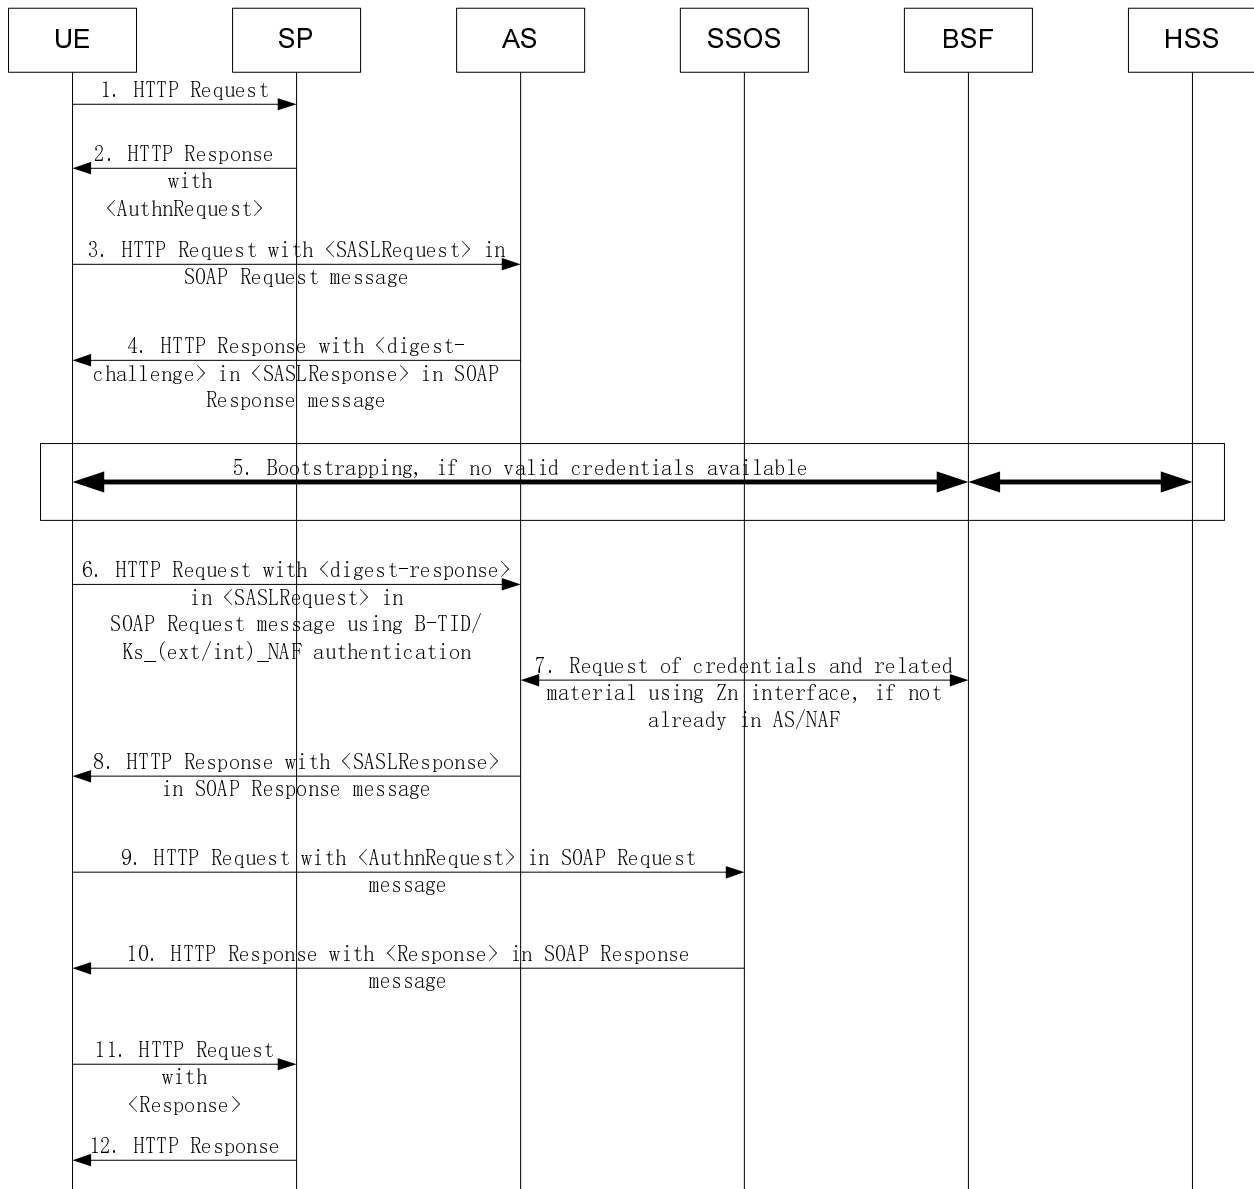 UE
SP
AS
SSOS
BSF
HSS
1. HTTP Request
2. HTTP Response
with
<AuthnRequest>
3. HTTP Request with <SASLRequest> in
SOAP Request message
4. HTTP Response with <digest-
challenge> in <SASLResponse> in SOAP
Response message
5. Bootstrapping, if no valid credentials available
6. HTTP Request with <digest-response>
in <SASLRequest> in
SOAP Request message using B-TID/
Ks_(ext/int)_NAF authentication
7. Request of credentials and related
material using Zn interface, if not
already in AS/NAF
8. HTTP Response with <SASLResponse>
in SOAP Response message
9. HTTP Request with <AuthnRequest> in SOAP Request
message
10. HTTP Response with <Response> in SOAP Response
message
11. HTTP Request
with
<Response>
12. HTTP Response